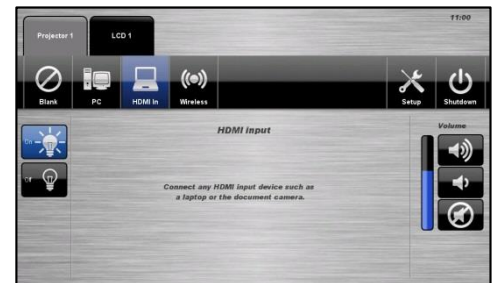 11:00
Projector 1
LCD 1
Blank
PC
HDMI In
Wireless
Setup
Shutdown
On
HDMI input
Volume
Off
Connect any HDMI input device such as
a laptop or the document camera.